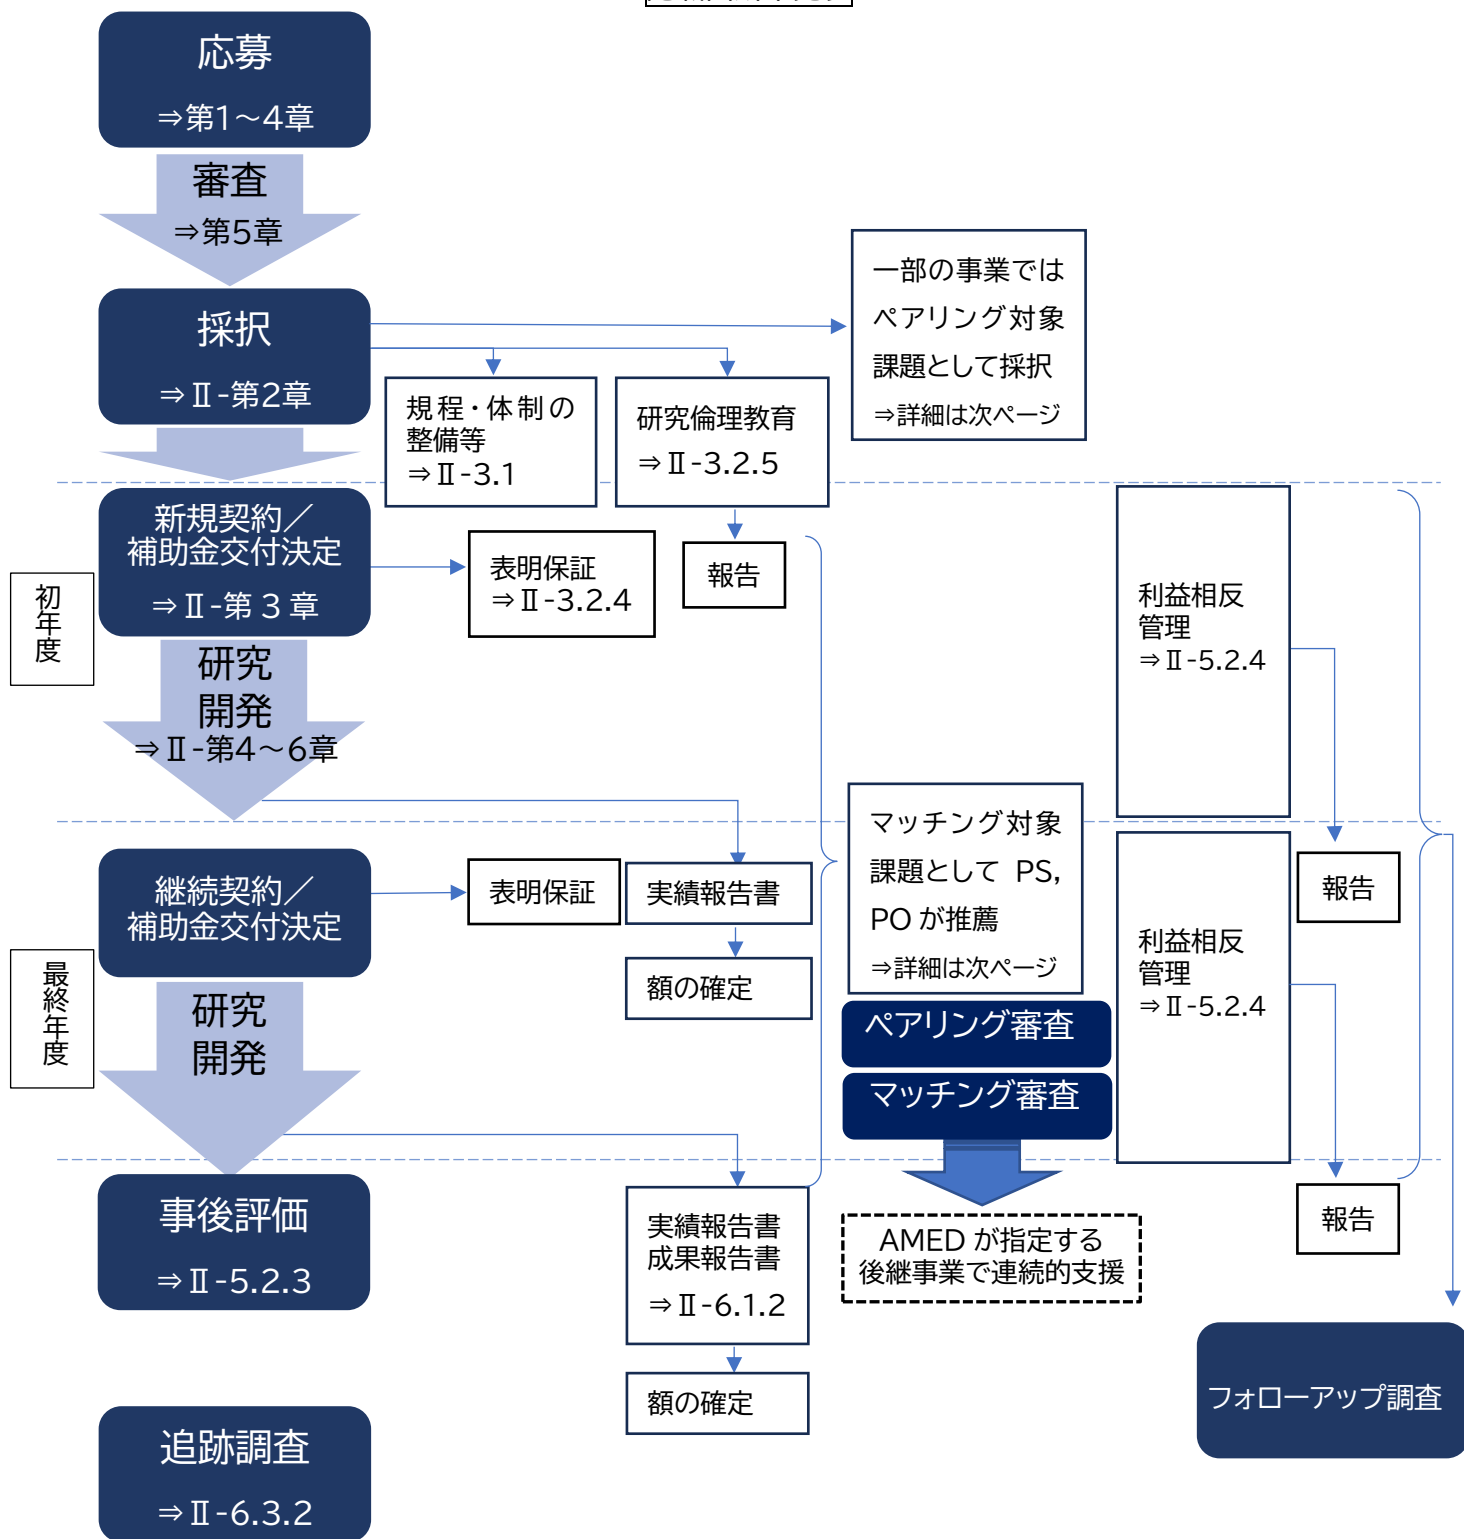 応募
⇒第1～4章
審査
⇒第5章
採択
⇒Ⅱ-第2章
一部の事業では
ペアリング対象
課題として採択
⇒詳細は次ページ
規程・体制の
整備等
⇒Ⅱ-3.1
研究倫理教育
⇒Ⅱ-3.2.5
初年度
新規契約／
補助金交付決定
⇒Ⅱ-第3章
表明保証
⇒Ⅱ-3.2.4
報告
利益相反
管理
⇒Ⅱ-5.2.4
研究
開発
⇒Ⅱ-第4～6章
マッチング対象
課題として PS,
PO が推薦
⇒詳細は次ページ
継続契約／
補助金交付決定
表明保証
実績報告書
額の確定
報告
利益相反
管理
⇒Ⅱ-5.2.4
最終年度
研究
開発
ペアリング審査
マッチング審査
事後評価
⇒Ⅱ-5.2.3
実績報告書
成果報告書
⇒Ⅱ-6.1.2
額の確定
AMED が指定する
後継事業で連続的支援
報告
フォローアップ調査
追跡調査
⇒Ⅱ-6.3.2